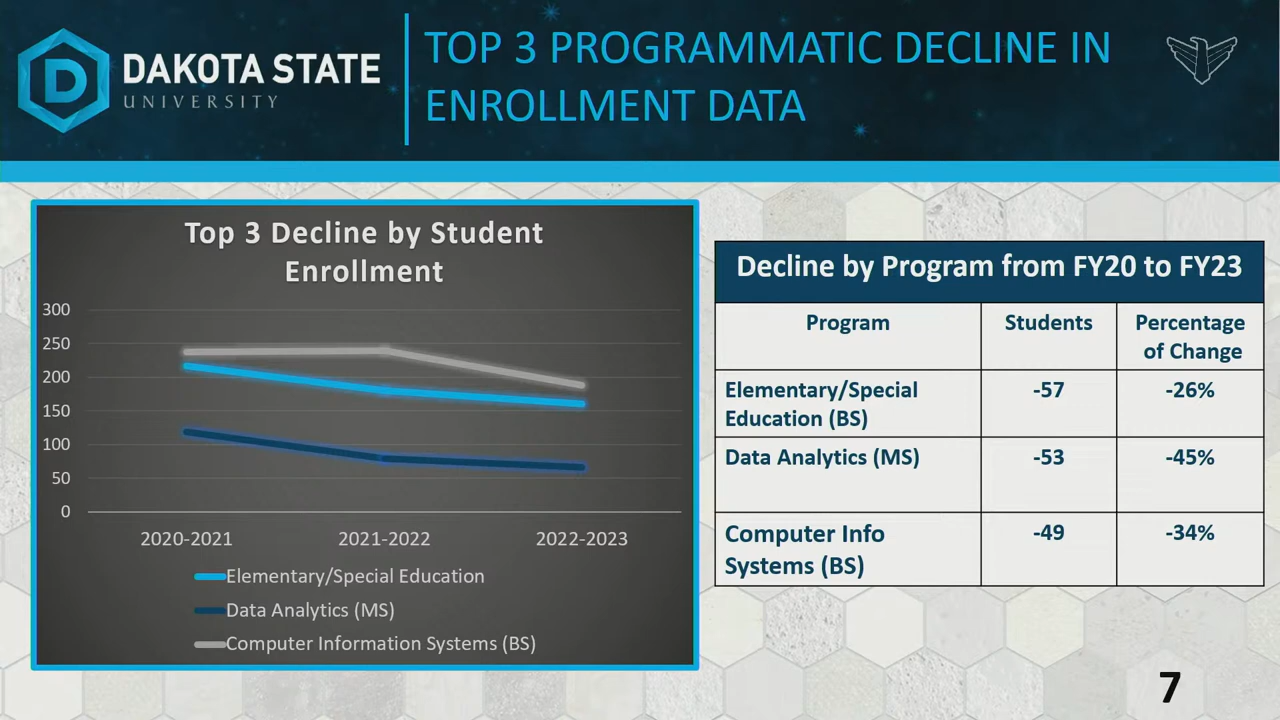 DAKOTA STATE
UNIVERSITY
TOP 3 PROGRAMMATIC DECLINE IN
ENROLLMENT DATA
Top 3 Decline by Student
Enrollment
300
250
200
150
100
50
0
2020-2021 2021-2022 2022-2023
Elementary/Special Education
Data Analytics (MS)
Computer Information Systems (BS)
Decline by Program from FY20 to FY23
Program Students Percentage
of Change
Elementary/Special -57 -26%
Education (BS)
Data Analytics (MS) -53 -45%
Computer Info -49 -34%
Systems (BS)
7